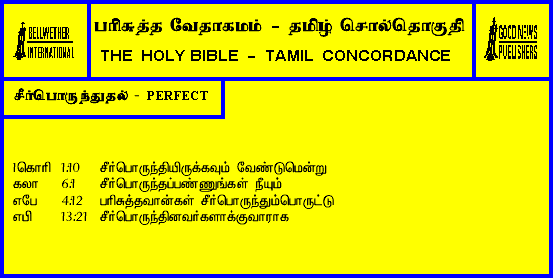 BELLWETHER
INTERNATIONAL
பரிசுத்த வேதாகமம் - தமிழ் சொல்தொகுதி
THE HOLY BIBLE - TAMIL CONCORDANCE
GOOD NEWS
PUBLISHERS
சீர்பொருந்துதல் - PERFECT
1கொரி 1:10 சீர்பொருந்தியிருக்கவும் வேண்டுமென்று
கலா 6:1 சீர்பொருந்தப்பண்ணுங்கள் நீயும்
எபே 4:12 பரிசுத்தவான்கள் சீர்பொருந்தும்பொருட்டு
எபி 13:21 சீர்பொருந்தினவர்களாக்குவாராக